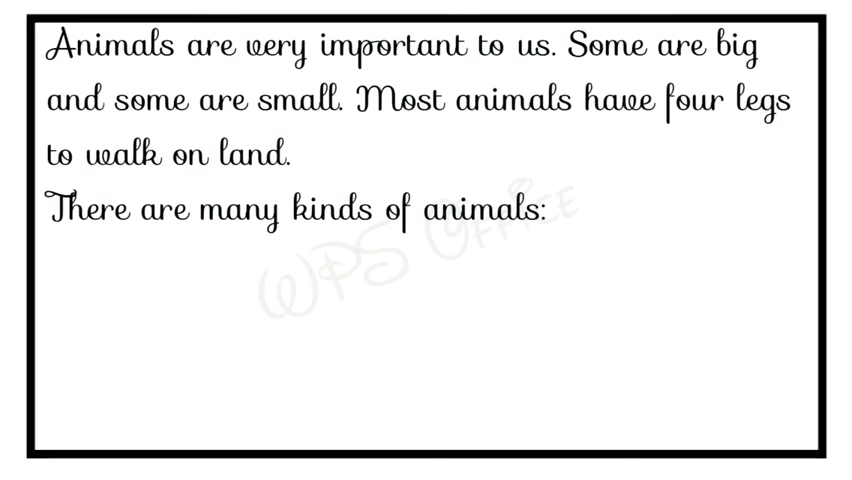 Animals are very important to us. Some are big
and some are small. Most animals have four legs
to walk on land.
There are many kinds of animals:
WPS Office